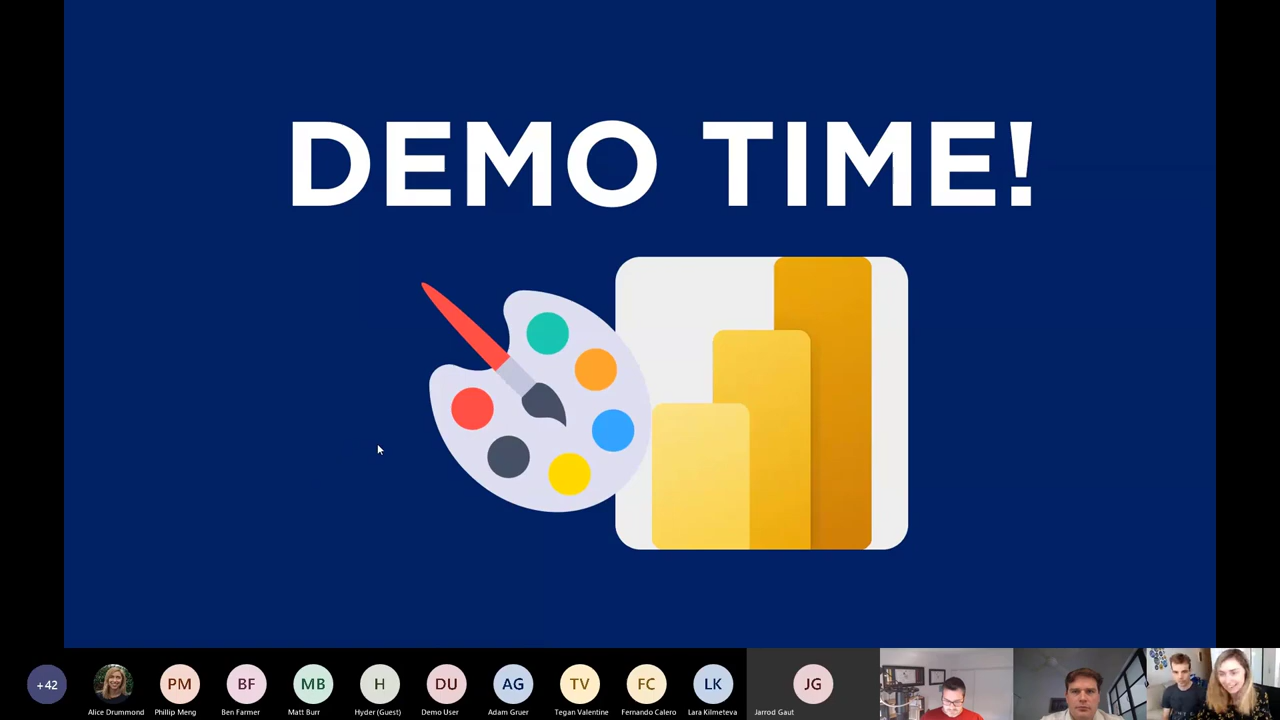 DEMO TIME!
+42
PM
BF
MB
H
DU
AG
TV
FC
LK
JG
Alice Drummond
Phillip Meng
Ben Farmer
Matt Burr
Hyder (Guest)
Demo User
Adam Gruer
Tegan Valentine
Fernando Calero
Lara Kilmeteva
Jarrod Gaut